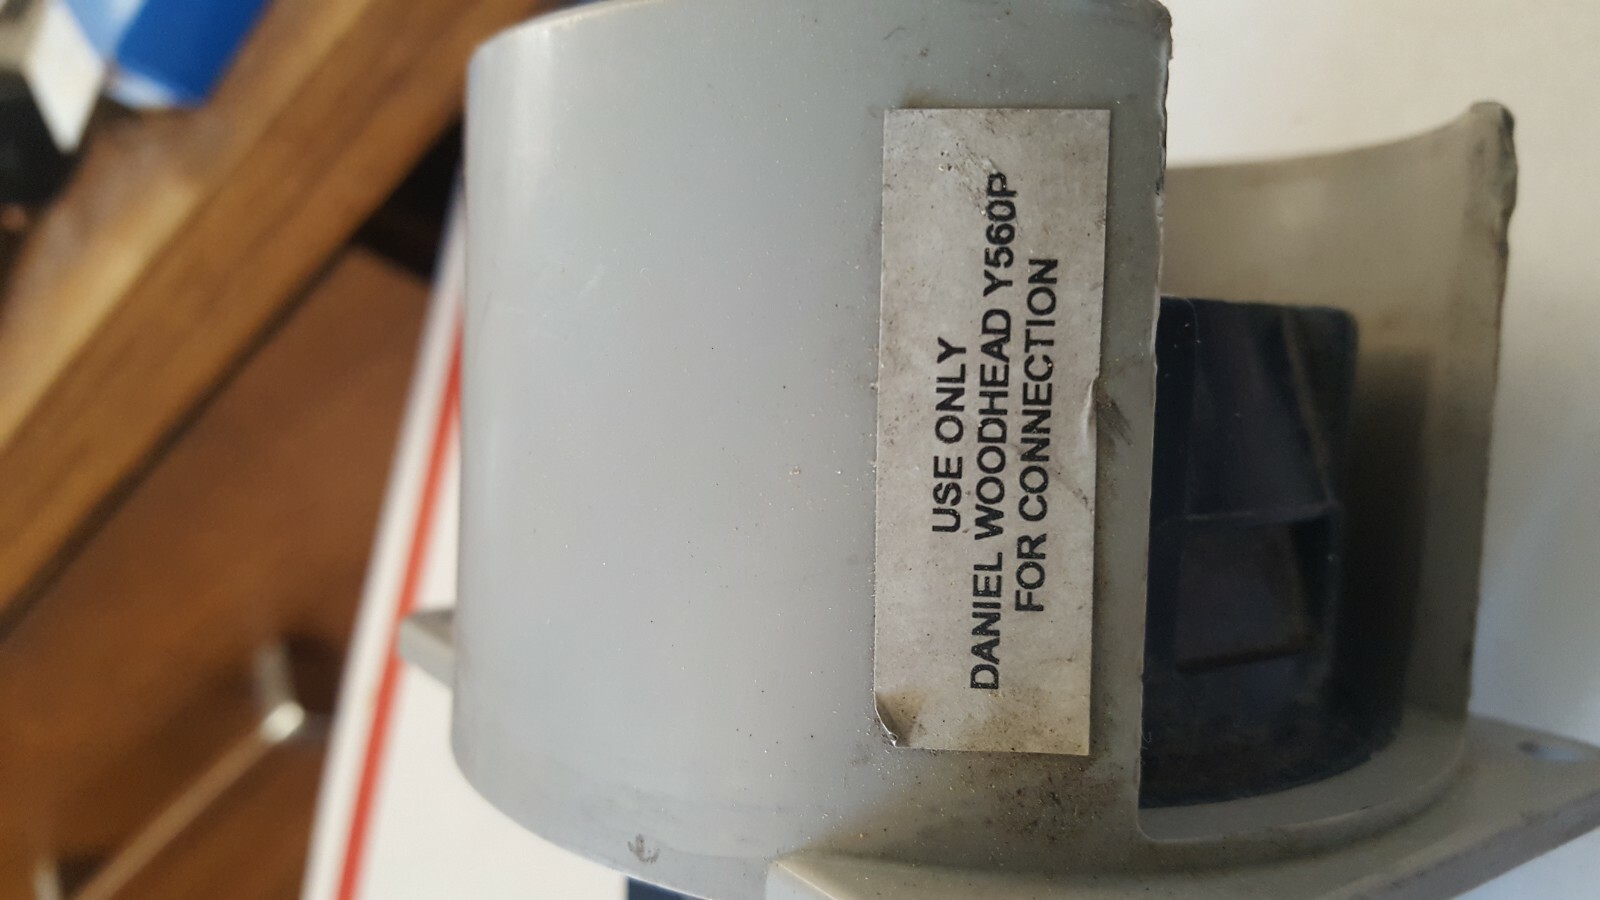 USE ONLY
DANIEL WOODHEAD Y560P
FOR CONNECTION